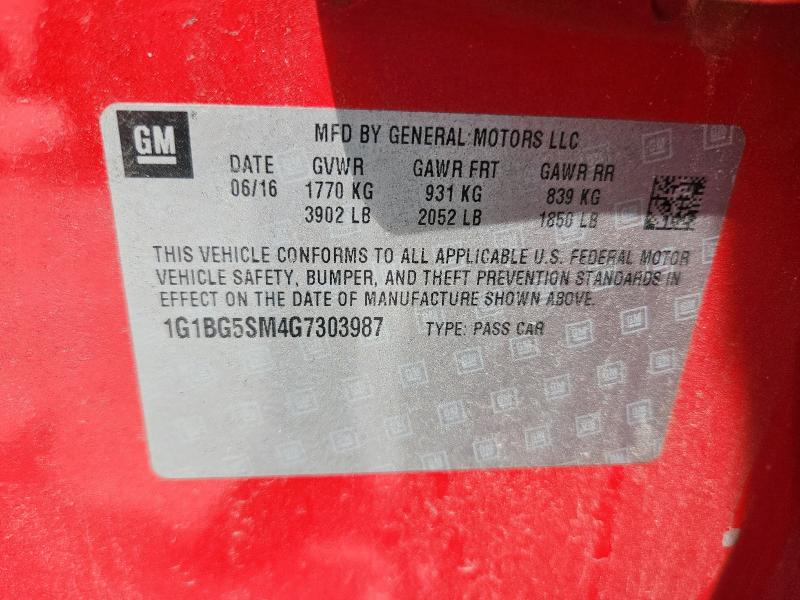 GM
MFD BY GENERAL MOTORS LLC
DATE GVWR GAWR FRT GAWR RR
06/16 1770 KG 931 KG 839 KG
3902 LB 2052 LB 1850 LB
THIS VEHICLE CONFORMS TO ALL APPLICABLE U.S. FEDERAL MOTOR
VEHICLE SAFETY, BUMPER, AND THEFT PREVENTION STANDARDS IN
EFFECT ON THE DATE OF MANUFACTURE SHOWN ABOVE.
1G1BG5SM4G7303987 TYPE: PASS CAR